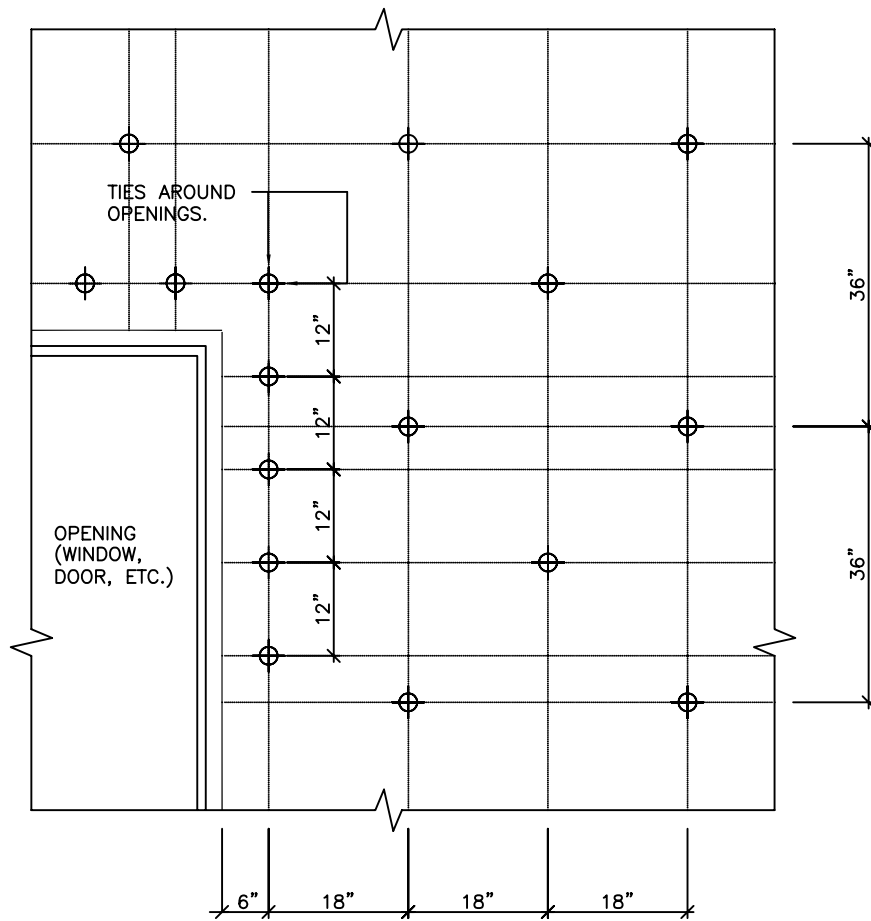 TIES AROUND
OPENINGS.
36”
12”
12”
12”
12”
OPENING
(WINDOW,
DOOR, ETC.)
36”
6”
18”
18”
18”